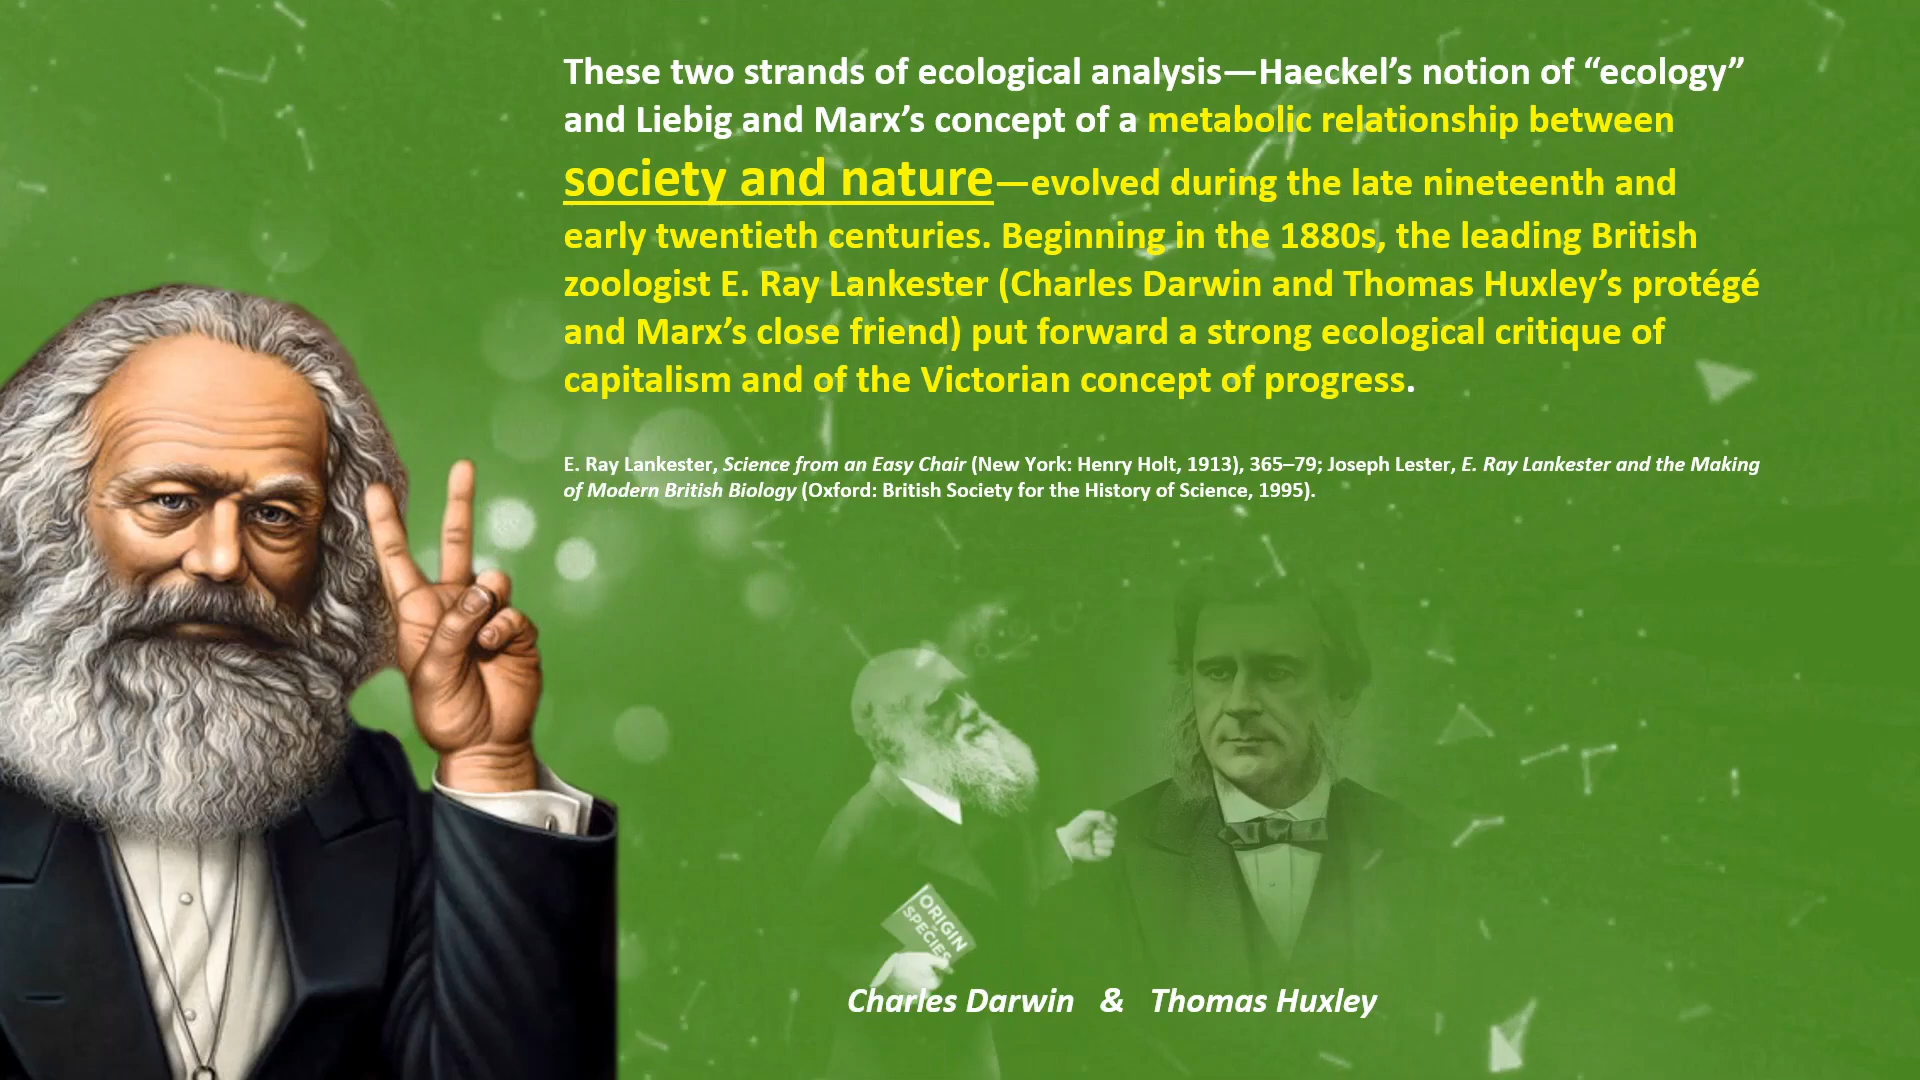 These two strands of ecological analysis—Haeckel’s notion of “ecology”
and Liebig and Marx’s concept of a metabolic relationship between
society and nature—evolved during the late nineteenth and
early twentieth centuries. Beginning in the 1880s, the leading British
zoologist E. Ray Lankester (Charles Darwin and Thomas Huxley’s protégé
and Marx’s close friend) put forward a strong ecological critique of
capitalism and of the Victorian concept of progress.
E. Ray Lankester, Science from an Easy Chair (New York: Henry Holt, 1913), 365–79; Joseph Lester, E. Ray Lankester and the Making
of Modern British Biology (Oxford: British Society for the History of Science, 1995).
ORIGIN
SPECIES
Charles Darwin & Thomas Huxley